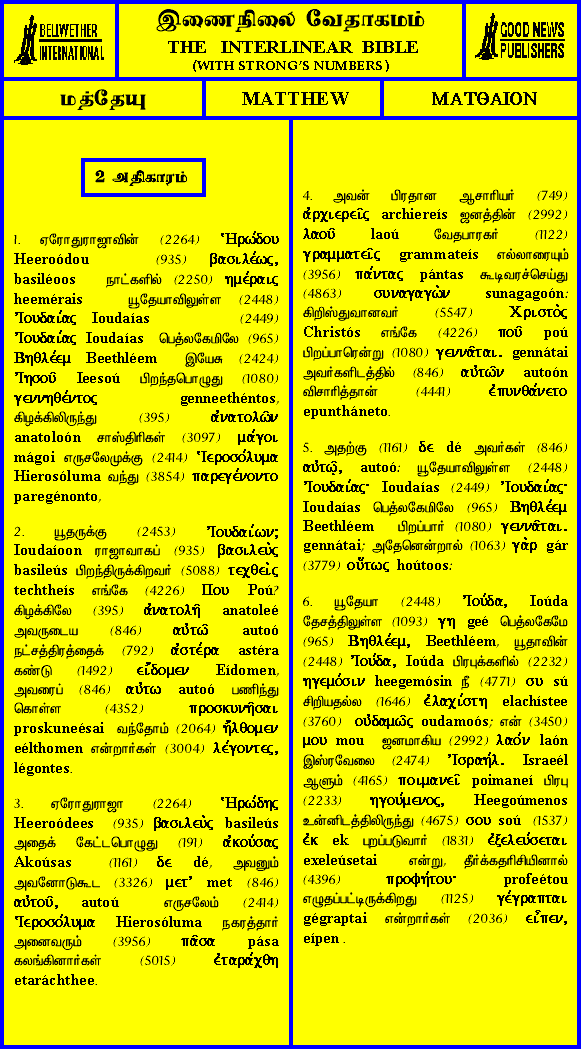 BELLWETHER
INTERNATIONAL
இணைநிலை வேதாகமம்
THE INTERLINEAR BIBLE
(WITH STRONG'S NUMBERS)
GOOD NEWS
PUBLISHERS
மத்தேயு
MATTHEW
ΜΑΤΘΑΙΟΝ
2 அதிகாரம்
1. ஏரோதுராஜாவின் (2264) Ἡρώδου
Heeroódou (935) βασιλέως,
basiléoos நாட்களில் (2250) ημέραις
heemérais யூதேயாவிலுள்ள (2448)
Ἰουδαίας Ioudaías (2449)
Ἰουδαίας Ioudaías பெத்லகேமிலே (965)
Βηθλέεμ Beethléem இயேசு (2424)
Ἰησοῦ Ieesoú பிறந்தபொழுது (1080)
γεννηθέντος genneethéntos,
கிழக்கிலிருந்து (395) ἀνατολῶν
anatoloón சாஸ்திரிகள் (3097) μάγοι
mágoi எருசலேமுக்கு (2414) Ἱεροσόλυμα
Hierosóluma வந்து (3854) παρεγένοντο
paregénonto,
2. யூதருக்கு (2453) Ἰουδαίων;
Ioudaíoon ராஜாவாகப் (935) βασιλεὺς
basileús பிறந்திருக்கிறவர் (5088) τεχθεὶς
techtheís எங்கே (4226) Που Poú?
கிழக்கிலே (395) ἀνατολῆ anatoleé
அவருடைய (846) αὐτῶ autoó
நட்சத்திரத்தைக் (792) ἀστέρα astéra
கண்டு (1492) εἴδομεν Eídomen,
அவரைப் (846) αὐτω autoó பணிந்து
கொள்ள (4352) προσκυνῆσαι
proskuneésai வந்தோம் (2064) ἤλθομεν
eélthomen என்றார்கள் (3004) λέγοντες,
légontes.
3. ஏரோதுராஜா (2264) Ἡρώδης
Heeroódees (935) βασιλεὺς basileús
அதைக் கேட்டபொழுது (191) ἀκούσας
Akoúsas (1161) δε dé, அவனும்
அவனோடுகூட (3326) μετ' met (846)
αὐτοῦ, autoú எருசலேம் (2414)
Ἱεροσόλυμα Hierosóluma நகரத்தார்
அனைவரும் (3956) πᾶσα pása
கலங்கினார்கள் (5015) ἐταράχθη
etaráchthee.
4. அவன் பிரதான ஆசாரியர் (749)
ἀρχιερεῖς archiereís ஜனத்தின் (2992)
λαοῦ laoú வேதபாரகர் (1122)
γραμματεῖς grammateís எல்லாரையும்
(3956) πάντας pántas கூடிவரச்செய்து
(4863) συναγαγὼν sunagagoón:
கிறிஸ்துவானவர் (5547) Χριστὸς
Christós எங்கே (4226) ποῦ poú
பிறப்பாரென்று (1080) γεννᾶται. gennátai
அவர்களிடத்தில் (846) αὐτῶν autoón
விசாரித்தான் (4441) ἐπυνθάνετο
epuntháneto.
5. அதற்கு (1161) δε dé அவர்கள் (846)
αὐτῷ, autoó: யூதேயாவிலுள்ள (2448)
Ἰουδαίας· Ioudaías (2449) Ἰουδαίας·
Ioudaías பெத்லகேமிலே (965) Βηθλέεμ
Beethléem பிறப்பார் (1080) γεννᾶται.
gennátai; அதேனென்றால் (1063) γὰρ gár
(3779) οὕτως hoútoos:
6. யூதேயா (2448) Ἰούδα, Ioúda
தேசத்திலுள்ள (1093) γη geé பெத்லகேமே
(965) Βηθλέεμ, Beethléem, யூதாவின்
(2448) Ἰούδα, Ioúda பிரபுக்களில் (2232)
ηγεμόσιν heegemósin நீ (4771) συ sú
சிறியதல்ல (1646) ἐλαχίστη elachístee
(3760) οὐδαμῶς oudamoós; என் (3450)
μου mou ஜனமாகிய (2992) λαόν laón
இஸ்ரவேலை (2474) Ἰσραήλ. Israeél
ஆளும் (4165) ποιμανεῖ poimaneí பிரபு
(2233) ηγούμενος, Heegoúmenos
உன்னிடத்திலிருந்து (4675) σου soú (1537)
ἐκ ek புறப்படுவார் (1831) ἐξελεύσεται
exeleúsetai என்று, தீர்க்கதரிசியினால்
(4396) προφήτου· profeétou
எழுதப்பட்டிருக்கிறது (1125) γέγραπται
gégraptai என்றார்கள் (2036) εἶπεν,
eípen .